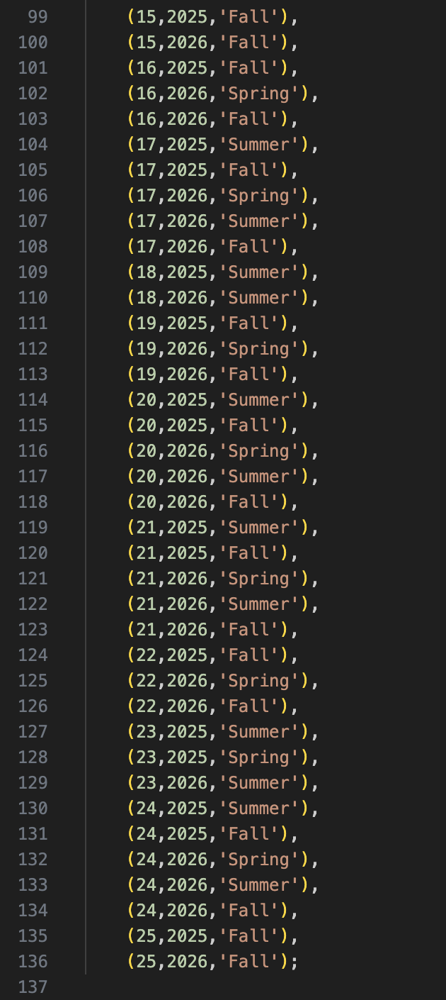 99 (15,2025,'Fall'),
100 (15,2026,'Fall'),
101 (16,2025,'Fall'),
102 (16,2026,'Spring'),
103 (16,2026,'Fall'),
104 (17,2025,'Summer'),
105 (17,2025,'Fall'),
106 (17,2026,'Spring'),
107 (17,2026,'Summer'),
108 (17,2026,'Fall'),
109 (18,2025,'Summer'),
110 (18,2026,'Summer'),
111 (19,2025,'Fall'),
112 (19,2026,'Spring'),
113 (19,2026,'Fall'),
114 (20,2025,'Summer'),
115 (20,2025,'Fall'),
116 (20,2026,'Spring'),
117 (20,2026,'Summer'),
118 (20,2026,'Fall'),
119 (21,2025,'Summer'),
120 (21,2025,'Fall'),
121 (21,2026,'Spring'),
122 (21,2026,'Summer'),
123 (21,2026,'Fall'),
124 (22,2025,'Fall'),
125 (22,2026,'Spring'),
126 (22,2026,'Fall'),
127 (23,2025,'Summer'),
128 (23,2025,'Spring'),
129 (23,2026,'Summer'),
130 (24,2025,'Summer'),
131 (24,2025,'Fall'),
132 (24,2026,'Spring'),
133 (24,2026,'Summer'),
134 (24,2026,'Fall'),
135 (25,2025,'Fall'),
136 (25,2026,'Fall');
137